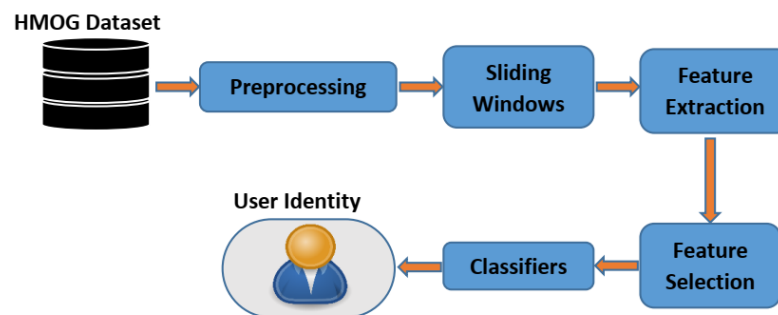 HMOG Dataset
Preprocessing
Sliding
Windows
Feature
Extraction
Feature
Selection
Classifiers
User Identity